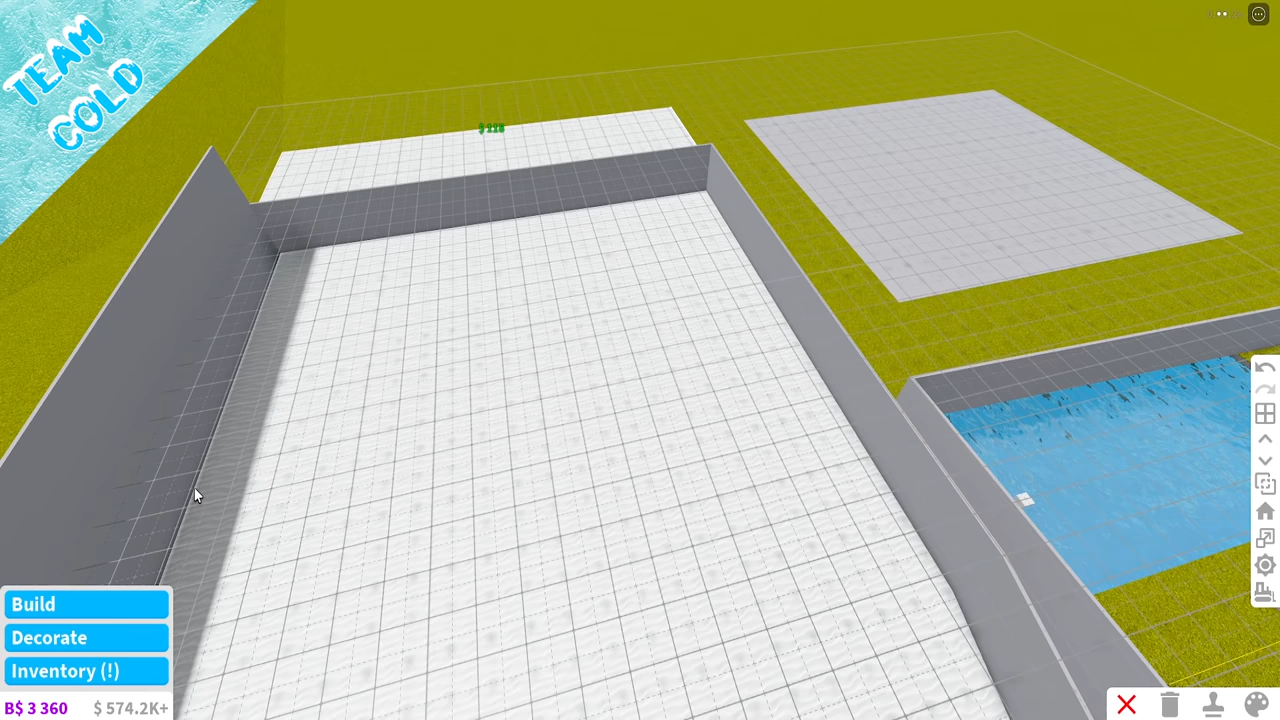 TEAM
COLD
Build
Decorate
Inventory (!)
B$ 3 360
$ 574.2K+